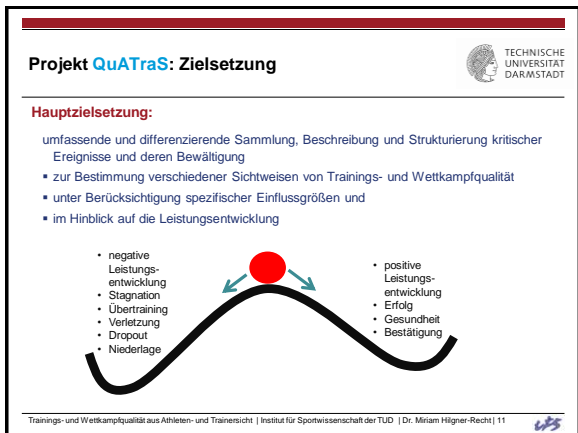 Projekt QuATraS: Zielsetzung
TECHNISCHE
UNIVERSITÄT
DARMSTADT
Hauptzielsetzung:
umfassende und differenzierende Sammlung, Beschreibung und Strukturierung kritischer
Ereignisse und deren Bewältigung
▪ zur Bestimmung verschiedener Sichtweisen von Trainings- und Wettkampfqualität
▪ unter Berücksichtigung spezifischer Einflussgrößen und
▪ im Hinblick auf die Leistungsentwicklung
• negative
Leistungs-
entwicklung
• Stagnation
• Übertraining
• Verletzung
• Dropout
• Niederlage
• positive
Leistungs-
entwicklung
• Erfolg
• Gesundheit
• Bestätigung
Trainings- und Wettkampfqualität aus Athleten- und Trainersicht | Institut für Sportwissenschaft der TUD | Dr. Miriam Hilgner-Recht | 11